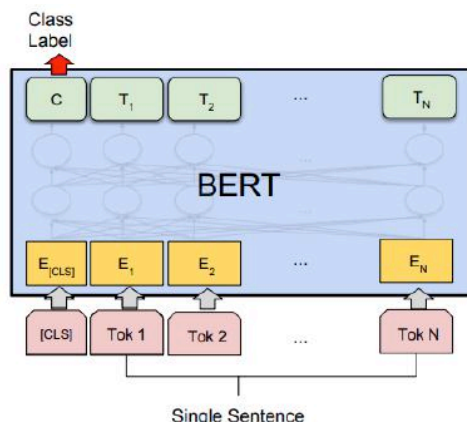 Class
Label
C T1 T2 ... TN
...
BERT
...
E[CLS] E1 E2 ... EN
[CLS] Tok 1 Tok 2 ... Tok N
Single Sentence